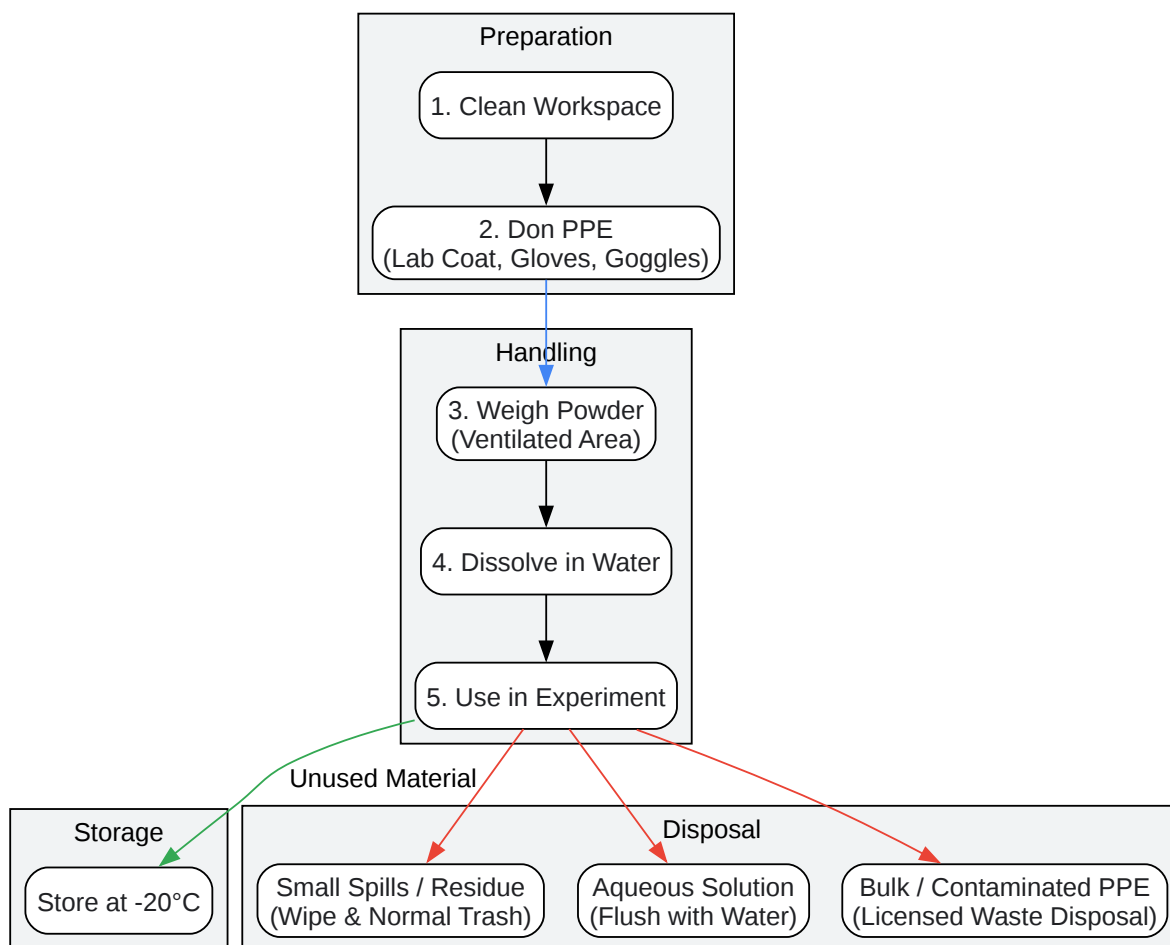 Preparation
1. Clean Workspace
2. Don PPE
(Lab Coat, Gloves, Goggles)
Handling
3. Weigh Powder
(Ventilated Area)
4. Dissolve in Water
5. Use in Experiment
Unused Material
Storage
Store at -20°C
Disposal
Small Spills / Residue
(Wipe & Normal Trash)
Aqueous Solution
(Flush with Water)
Bulk / Contaminated PPE
(Licensed Waste Disposal)